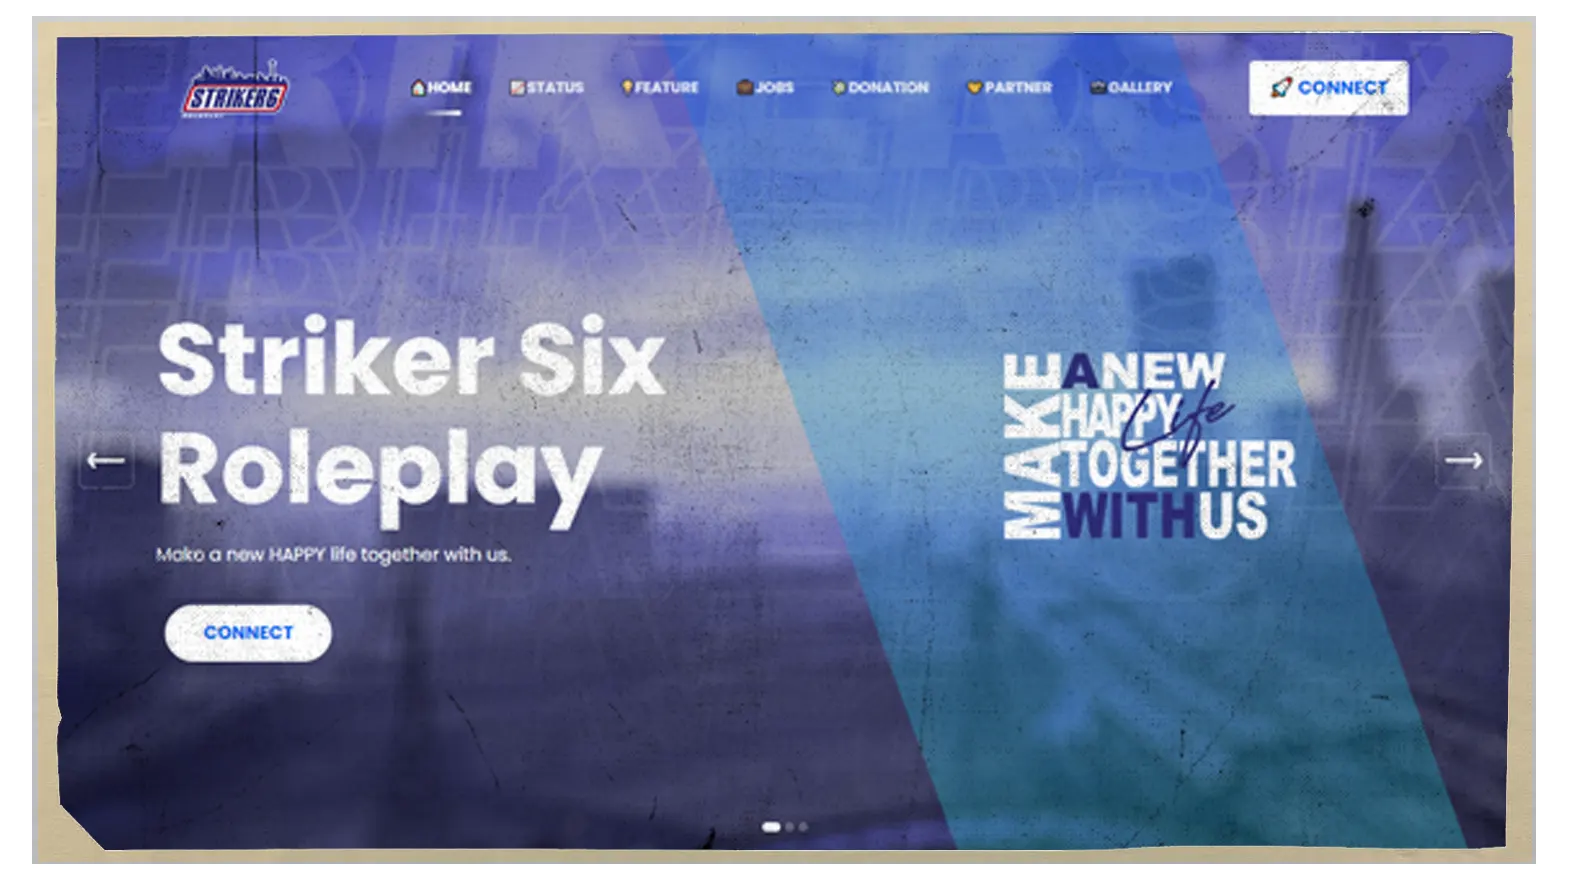 STRIKER6
HOME
STATUS
FEATURE
JOBS
DONATION
PARTNER
GALLERY
CONNECT
Striker Six
Roleplay
Make a new HAPPY life together with us.
CONNECT
MAKE
A NEW
HAPPY Life
TOGETHER
WITH US